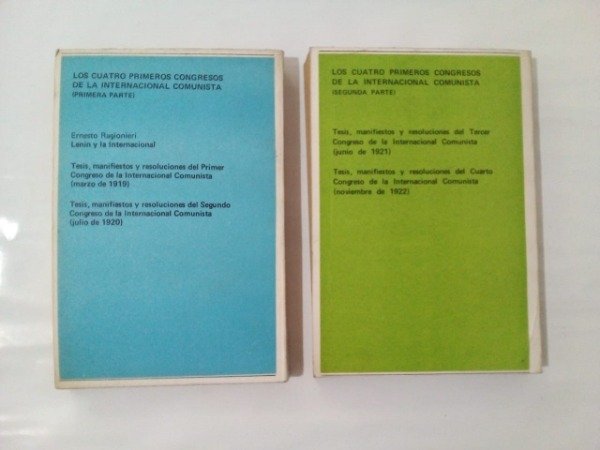 LOS CUATRO PRIMEROS CONGRESOS
DE LA INTERNACIONAL COMUNISTA
(PRIMERA PARTE)
Ernesto Ragionieri
Lenin y la Internacional
Tesis, manifiestos y resoluciones del Primer
Congreso de la Internacional Comunista
(marzo de 1919)
Tesis, manifiestos y resoluciones del Segundo
Congreso de la Internacional Comunista
(julio de 1920)
LOS CUATRO PRIMEROS CONGRESOS
DE LA INTERNACIONAL COMUNISTA
(SEGUNDA PARTE)
Tesis, manifiestos y resoluciones del Tercer
Congreso de la Internacional Comunista
(junio de 1921)
Tesis, manifiestos y resoluciones del Cuarto
Congreso de la Internacional Comunista
(noviembre de 1922)